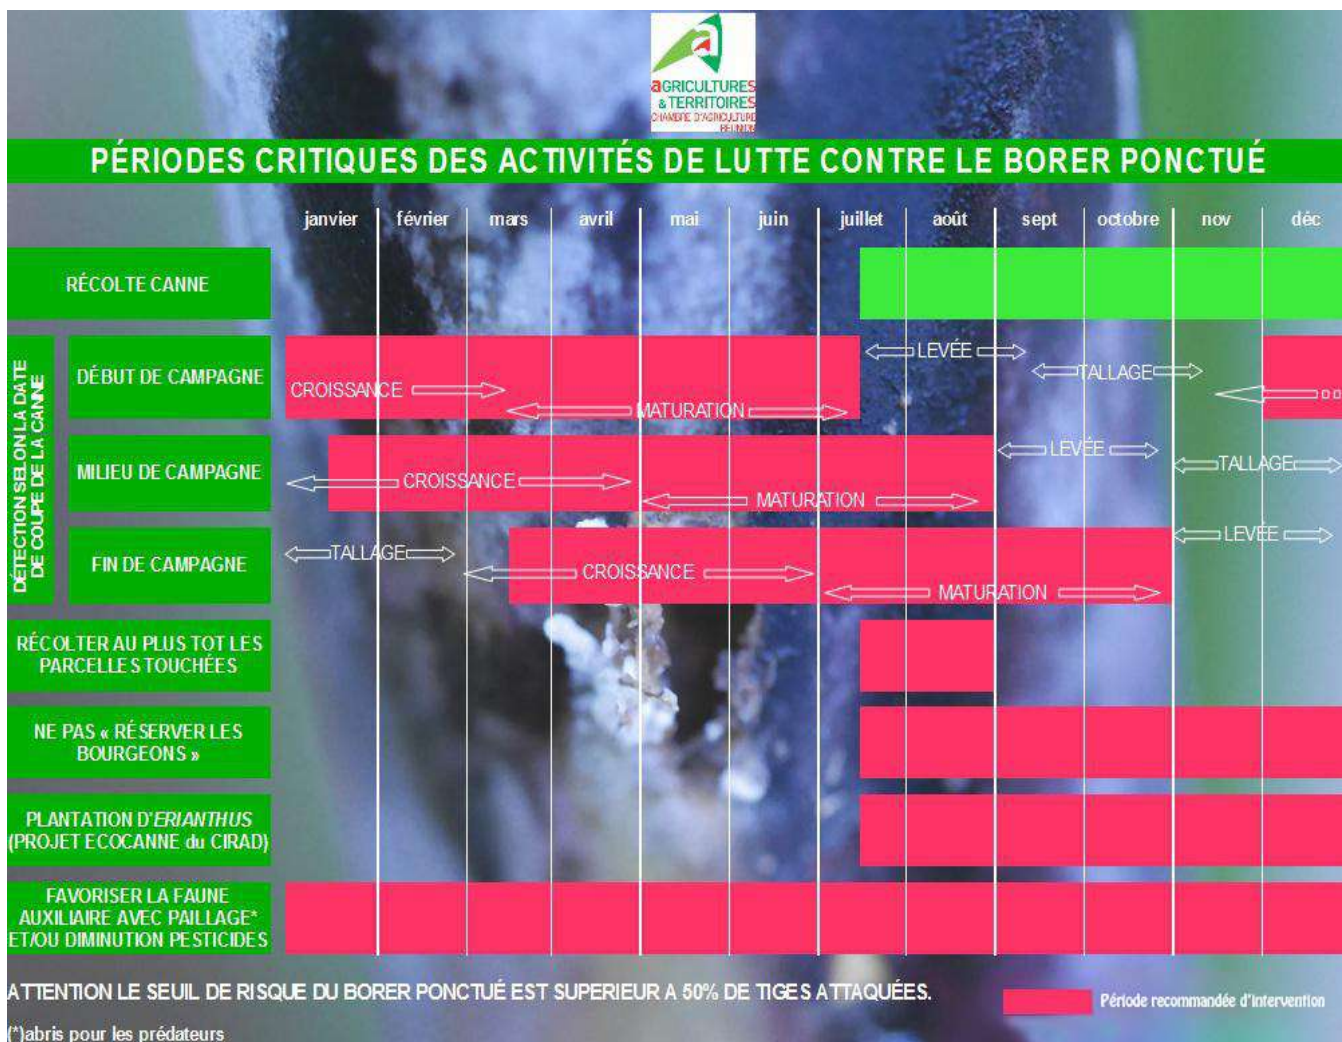 aGRICULTURES
& TERRITOIRES
CHAMBRE D'AGRICULTURE
RÉUNION
PÉRIODES CRITIQUES DES ACTIVITÉS DE LUTTE CONTRE LE BORER PONCTUÉ
janvier février mars avril mai juin juillet août sept octobre nov déc
RÉCOLTE CANNE
DÉTECTION SELON LA DATE
DE COUPE DE LA CANNE
DÉBUT DE CAMPAGNE
LEVÉE
TALLAGE
CROISSANCE
MATURATION
MILIEU DE CAMPAGNE
LEVÉE
TALLAGE
CROISSANCE
MATURATION
FIN DE CAMPAGNE
LEVÉE
TALLAGE
CROISSANCE
MATURATION
RÉCOLTER AU PLUS TOT LES
PARCELLES TOUCHÉES
NE PAS « RÉSERVER LES
BOURGEONS »
PLANTATION D'ERIANTHUS
(PROJET ECOCANNE du CIRAD)
FAVORISER LA FAUNE
AUXILIAIRE AVEC PAILLAGE*
ET/OU DIMINUTION PESTICIDES
ATTENTION LE SEUIL DE RISQUE DU BORER PONCTUÉ EST SUPERIEUR A 50% DE TIGES ATTAQUÉES.
Période recommandée d'intervention
(*)abris pour les prédateurs